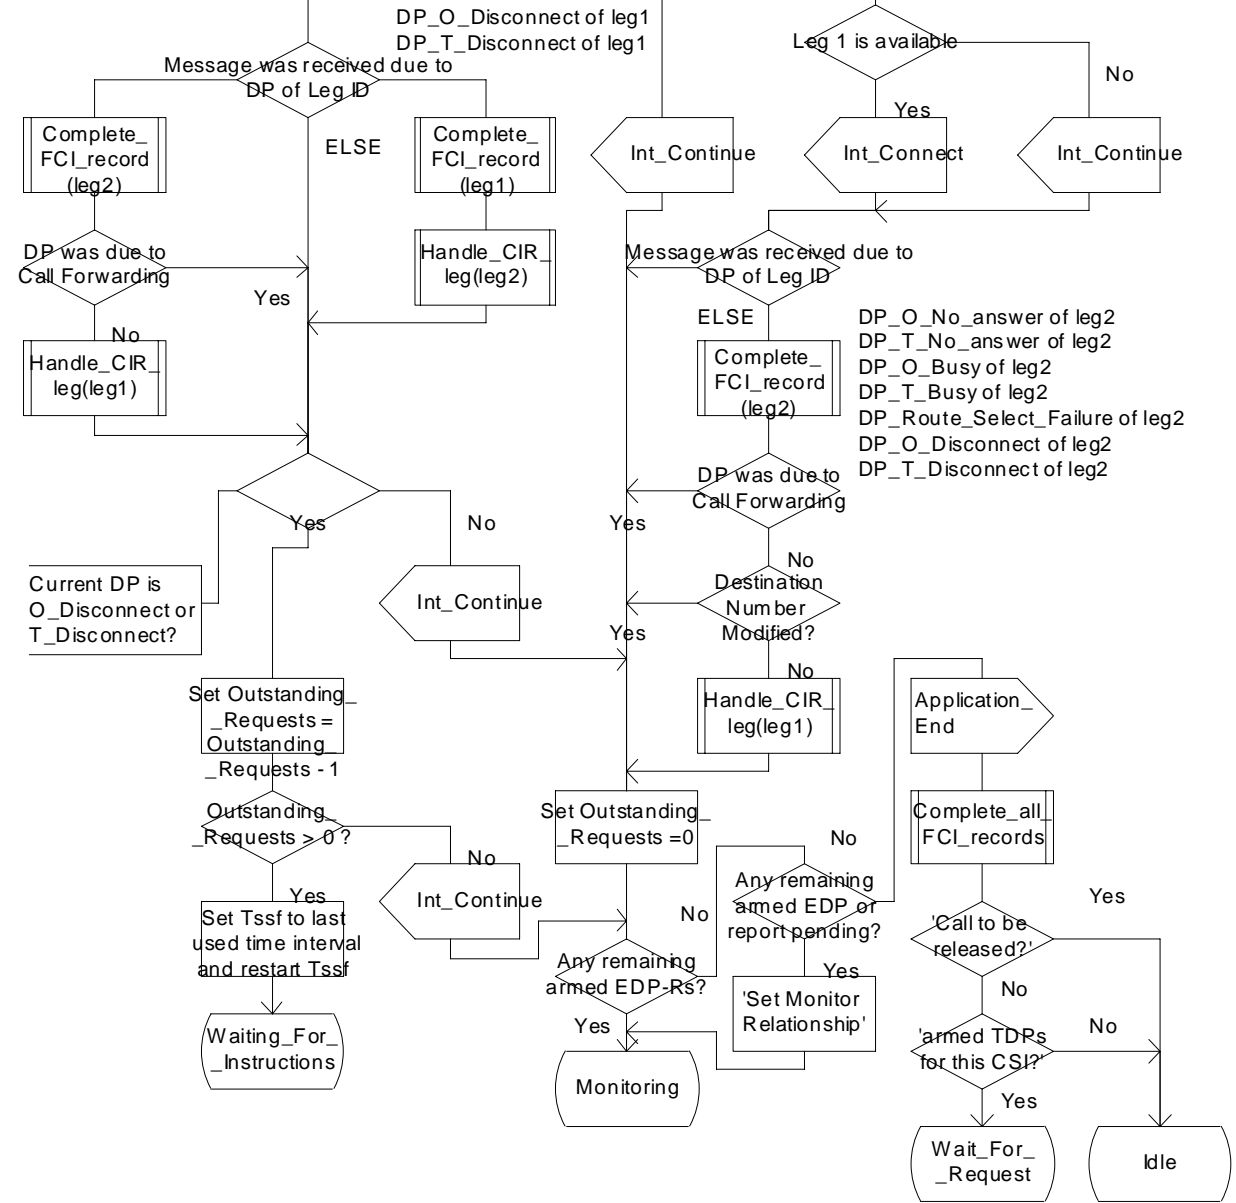 DP_O_Disconnect of leg1
DP_T_Disconnect of leg1
Leg 1 is available
No
Yes
Message was received due to
DP of Leg ID
ELSE
Complete_
FCI_record
(leg2)
Complete_
FCI_record
(leg1)
Int_Continue
Int_Connect
Int_Continue
DP was due to
Call Forwarding
Yes
No
Handle_CIR_
leg(leg2)
Handle_CIR_
leg(leg1)
Message was received due to
DP of Leg ID
ELSE
DP_O_No_answer of leg2
DP_T_No_answer of leg2
DP_O_Busy of leg2
DP_T_Busy of leg2
DP_Route_Select_Failure of leg2
DP_O_Disconnect of leg2
DP_T_Disconnect of leg2
Complete_
FCI_record
(leg2)
DP was due to
Call Forwarding
Yes
No
Yes
No
Current DP is
O_Disconnect or
T_Disconnect?
Int_Continue
Destination
Number
Modified?
Yes
No
Handle_CIR_
leg(leg1)
Set Outstanding_
_Requests =
Outstanding_
_Requests - 1
Application_
End
Outstanding_
_Requests > 0 ?
No
Yes
Int_Continue
Set Outstanding_
_Requests =0
Complete_all_
FCI_records
No
Any remaining
armed EDP or
report pending?
Yes
Set Tssf to last
used time interval
and restart Tssf
No
Any remaining
armed EDP-Rs?
Yes
'Set Monitor
Relationship'
'Call to be
released?'
Yes
No
Waiting_For_
_Instructions
Monitoring
'armed TDPs
for this CSI?'
No
Yes
Wait_For_
_Request
Idle